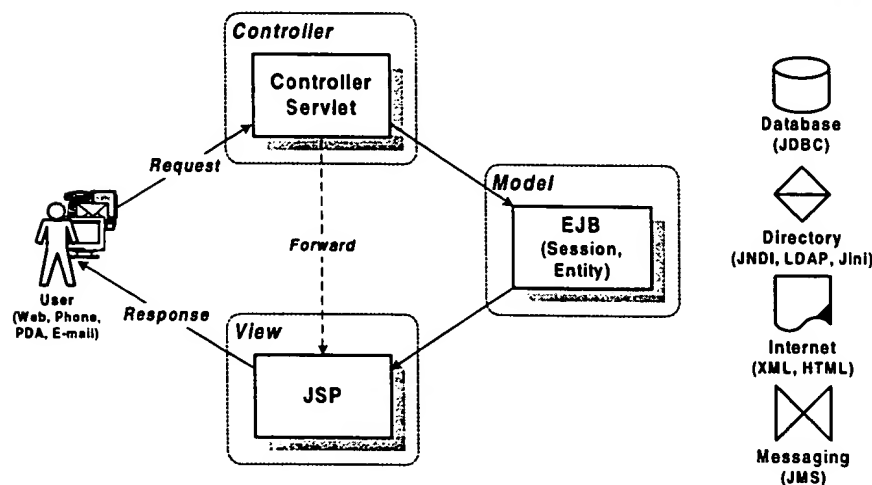 Controller
Controller
Servlet
Request
Model
EJB
(Session,
Entity)
Forward
User
(Web, Phone,
PDA, E-mail)
Response
View
JSP
Database
(JDBC)
Directory
(JNDI, LDAP, Jini)
Internet
(XML, HTML)
Messaging
(JMS)